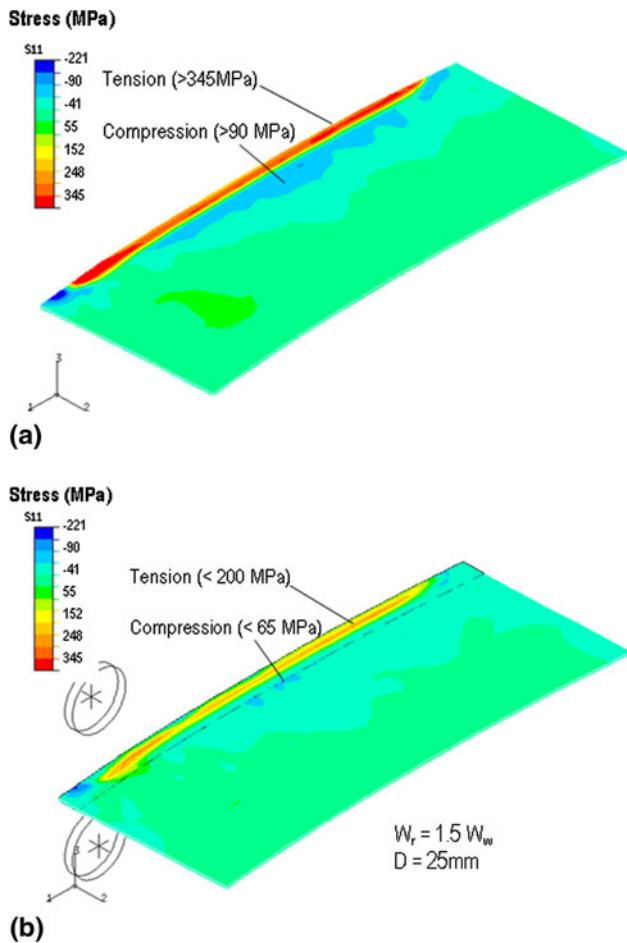 Stress (MPa)
S11
-221
-90
-41
55
152
248
345
Tension (>345MPa)
Compression (>90 MPa)
3
1
2
(a)
Stress (MPa)
S11
-221
-90
-41
55
152
248
345
Tension (< 200 MPa)
Compression (< 65 MPa)
3
1
2
Wr = 1.5 Ww
D = 25mm
(b)